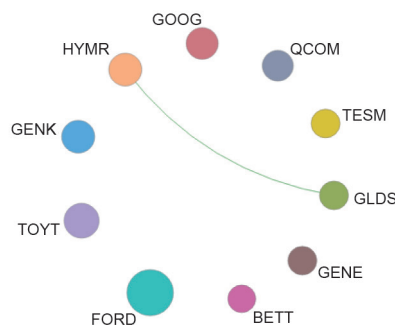 GOOG
HYMR
QCOM
TESM
GENK
GLDS
TOYT
GENE
FORD
BETT